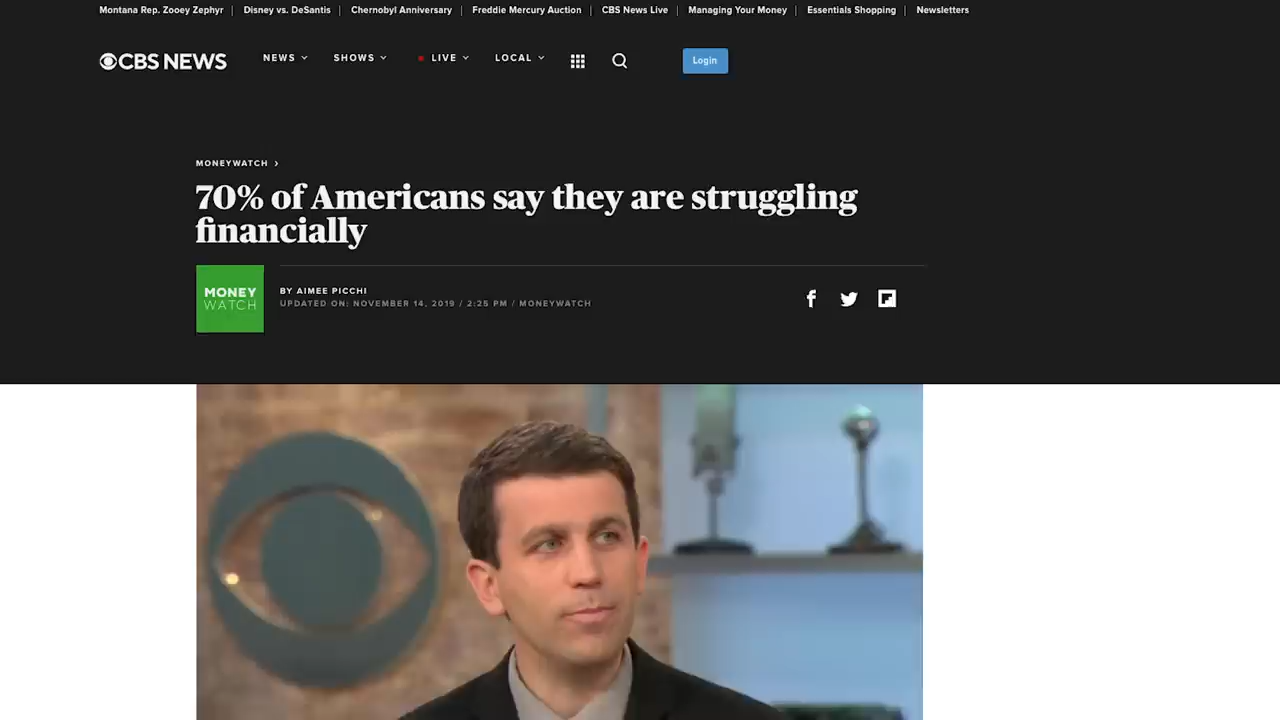 Montana Rep. Zooey Zephyr | Disney vs. DeSantis | Chernobyl Anniversary | Freddie Mercury Auction | CBS News Live | Managing Your Money | Essentials Shopping | Newsletters
CBS NEWS NEWS SHOWS LIVE LOCAL Login
MONEYWATCH >
70% of Americans say they are struggling
financially
MONEY
WATCH
BY AIMEE PICCHI
UPDATED ON: NOVEMBER 14, 2019 / 2:25 PM / MONEYWATCH